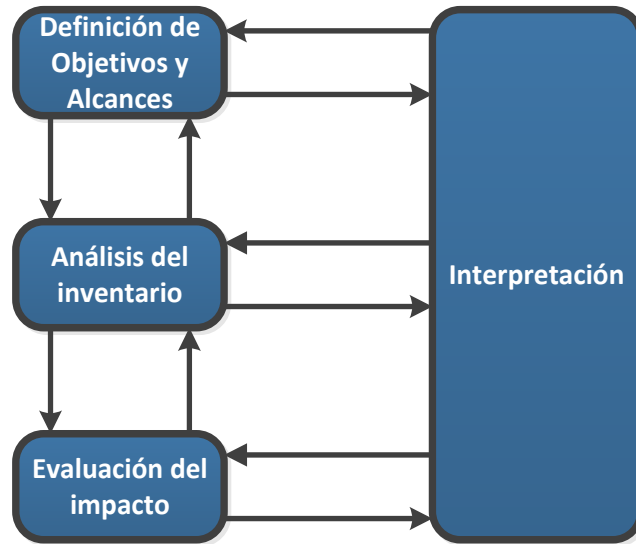 Definición de
Objetivos y
Alcances
Análisis del
inventario
Interpretación
Evaluación del
impacto